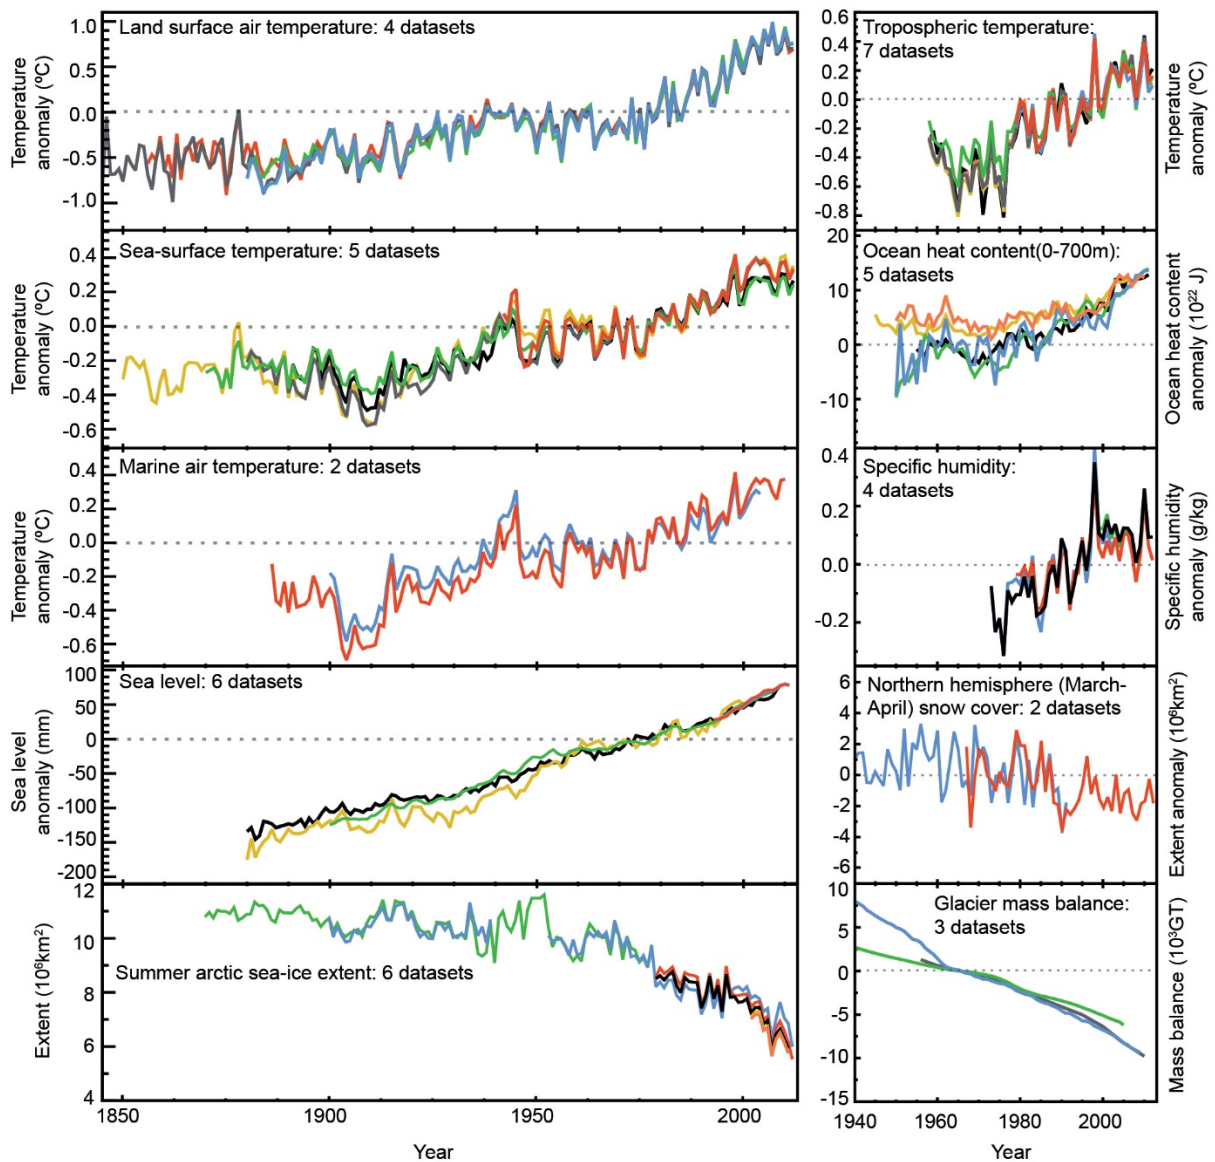 Land surface air temperature: 4 datasets
1.0
0.5
0.0
-0.5
-1.0
Temperature
anomaly (ºC)
Sea-surface temperature: 5 datasets
0.4
0.2
0.0
-0.2
-0.4
-0.6
Temperature
anomaly (ºC)
Marine air temperature: 2 datasets
0.4
0.2
0.0
-0.2
-0.4
-0.6
Temperature
anomaly (ºC)
Sea level: 6 datasets
100
50
0
-50
-100
-150
-200
Sea level
anomaly (mm)
Summer arctic sea-ice extent: 6 datasets
12
10
8
6
4
Extent (10⁶km²)
1850 1900 1950 2000
Year
Tropospheric temperature:
7 datasets
0.6
0.4
0.2
0.0
-0.2
-0.4
-0.6
-0.8
Temperature
anomaly (ºC)
Ocean heat content(0-700m):
5 datasets
20
10
0
-10
Ocean heat content
anomaly (10²² J)
Specific humidity:
4 datasets
0.4
0.2
0.0
-0.2
Specific humidity
anomaly (g/kg)
Northern hemisphere (March-
April) snow cover: 2 datasets
6
4
2
0
-2
-4
-6
Extent anomaly (10⁶km²)
Glacier mass balance:
3 datasets
10
5
0
-5
-10
-15
Mass balance (10³GT)
1940 1960 1980 2000
Year